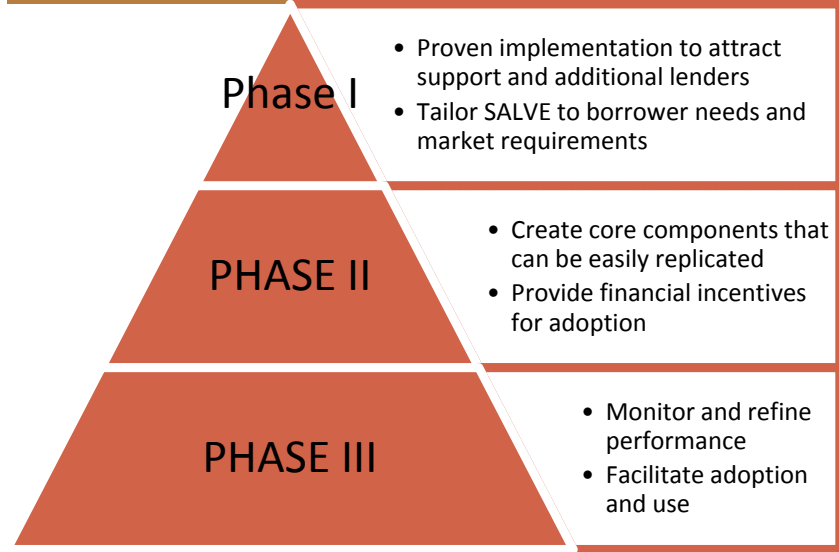 Phase I
• Proven implementation to attract
support and additional lenders
• Tailor SALVE to borrower needs and
market requirements
PHASE II
• Create core components that
can be easily replicated
• Provide financial incentives
for adoption
PHASE III
• Monitor and refine
performance
• Facilitate adoption
and use